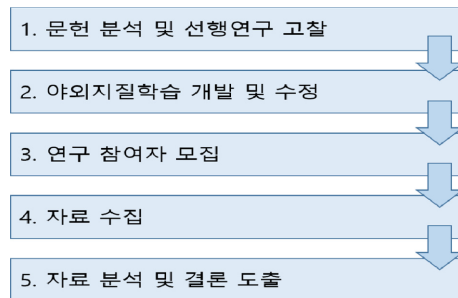 1. 문헌 분석 및 선행연구 고찰
2. 야외지질학습 개발 및 수정
3. 연구 참여자 모집
4. 자료 수집
5. 자료 분석 및 결론 도출